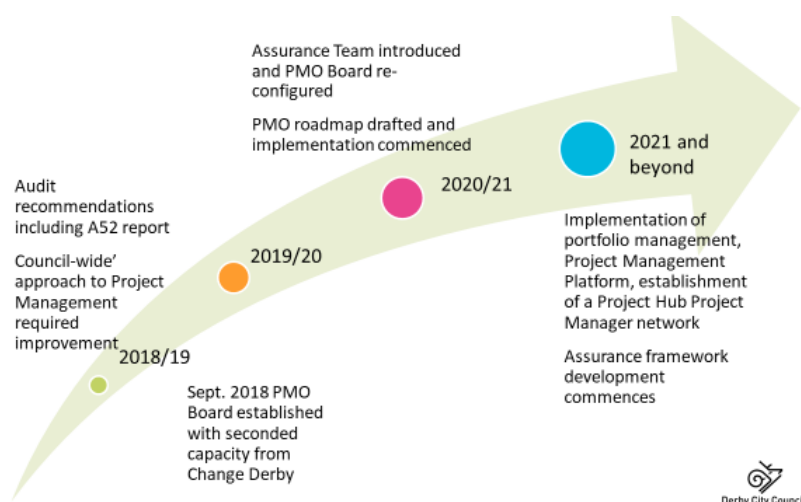 Audit
recommendations
including A52 report
Council-wide’
approach to Project
Management
required
improvement
2018/19
Sept. 2018 PMO
Board established
with seconded
capacity from
Change Derby
2019/20
Assurance Team introduced
and PMO Board re-
configured
PMO roadmap drafted and
implementation commenced
2020/21
2021 and
beyond
Implementation of
portfolio management,
Project Management
Platform, establishment
of a Project Hub Project
Manager network
Assurance framework
development
commences
Derby City Council